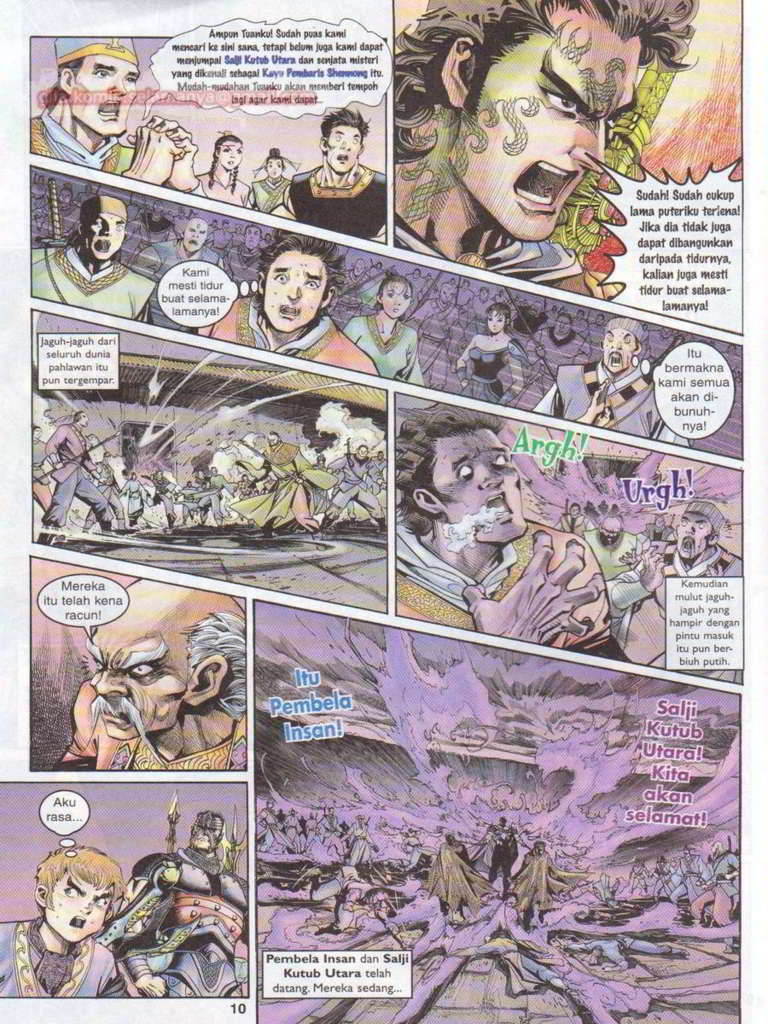 Ampun Tuanku! Sudah puas kami
mencari ke sini sana, tetapi belum juga kami dapat
menjumpai Salji Kutub Utara dan senjata misteri
yang dikenali sebagai Kayu Pembaris Shennong itu.
Mudah-mudahan Tuanku akan memberi tempoh
lagi agar kami dapat...
Sudah! Sudah cukup
lama puteriku terlena!
Jika dia tidak juga
dapat dibangunkan
daripada tidurnya,
kalian juga mesti
tidur buat selama-
lamanya!
Kami
mesti tidur
buat selama-
lamanya!
Itu
bermakna
kami semua
akan di-
bunuh-
nya!
Jaguh-jaguh dari
seluruh dunia
pahlawan itu
pun tergempar.
Argh!
Urgh!
Kemudian
mulut jaguh-
jaguh yang
hampir dengan
pintu masuk
itu pun ber-
biuh putih.
Mereka
itu telah kena
racun!
Itu
Pembela
Insan!
Salji
Kutub
Utara!
Kita
akan
selamat!
Aku
rasa...
Pembela Insan dan Salji
Kutub Utara telah
datang. Mereka sedang...
10